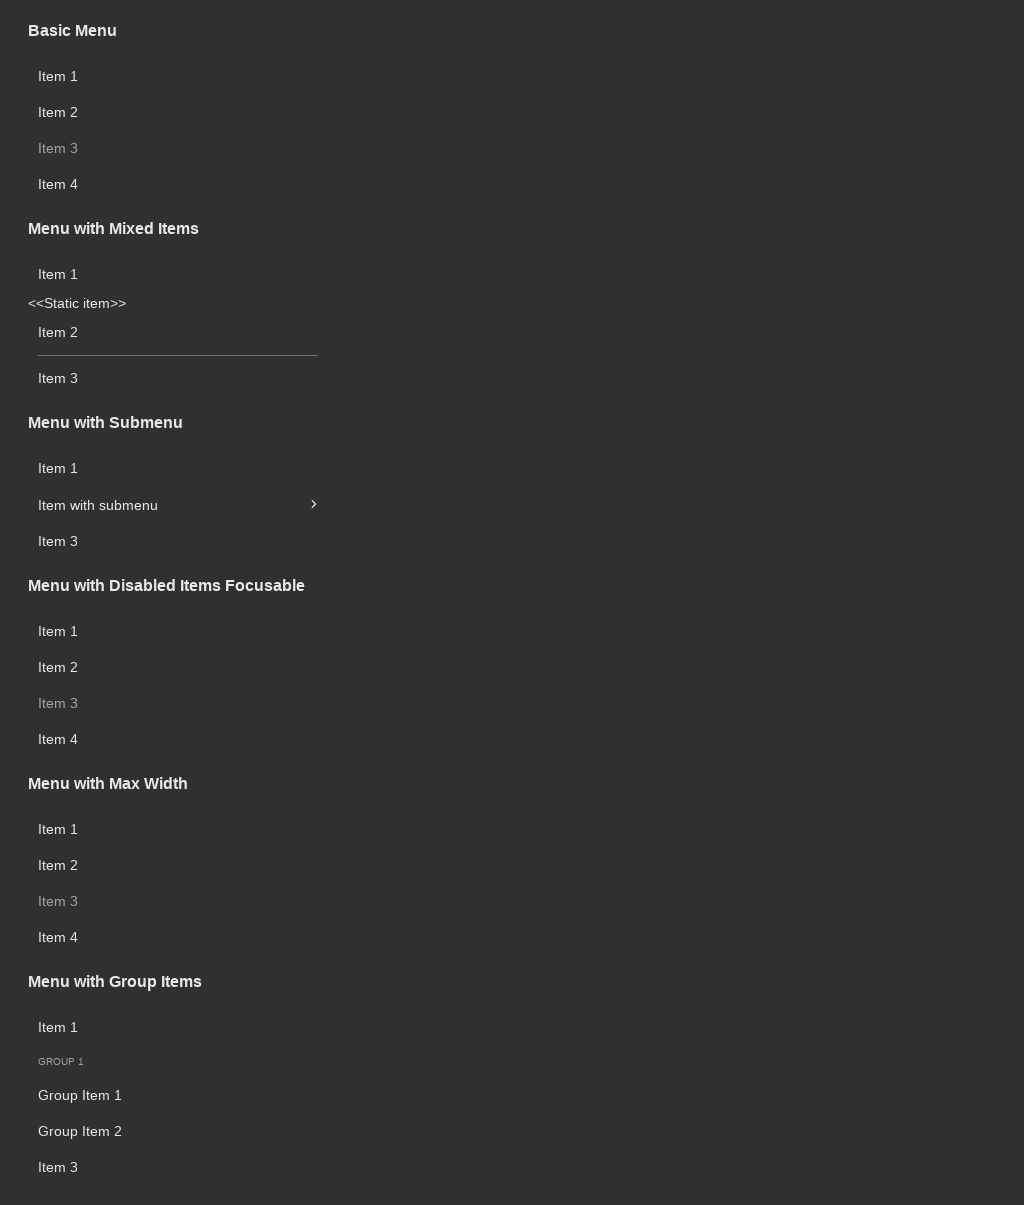 Basic Menu
Item 1
Item 2
Item 3
Item 4
Menu with Mixed Items
Item 1
<<Static item>>
Item 2
Item 3
Menu with Submenu
Item 1
Item with submenu
Item 3
Menu with Disabled Items Focusable
Item 1
Item 2
Item 3
Item 4
Menu with Max Width
Item 1
Item 2
Item 3
Item 4
Menu with Group Items
Item 1
GROUP 1
Group Item 1
Group Item 2
Item 3